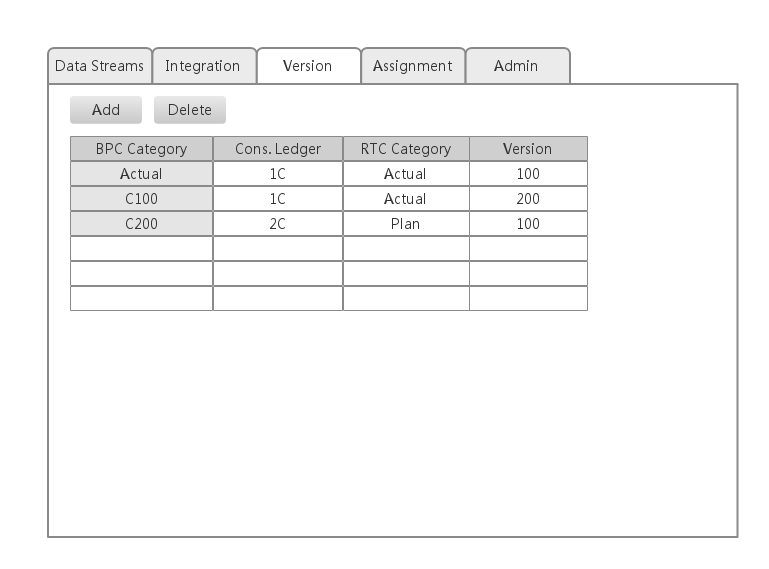 Data Streams Integration Version Assignment Admin
Add Delete
BPC Category Cons. Ledger RTC Category Version
Actual 1C Actual 100
C100 1C Actual 200
C200 2C Plan 100